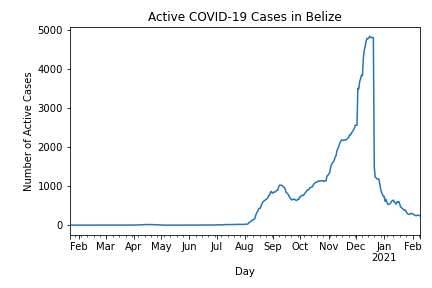 Active COVID-19 Cases in Belize
Number of Active Cases
5000
4000
3000
2000
1000
0
Feb Mar Apr May Jun Jul Aug Sep Oct Nov Dec Jan Feb
2021
Day